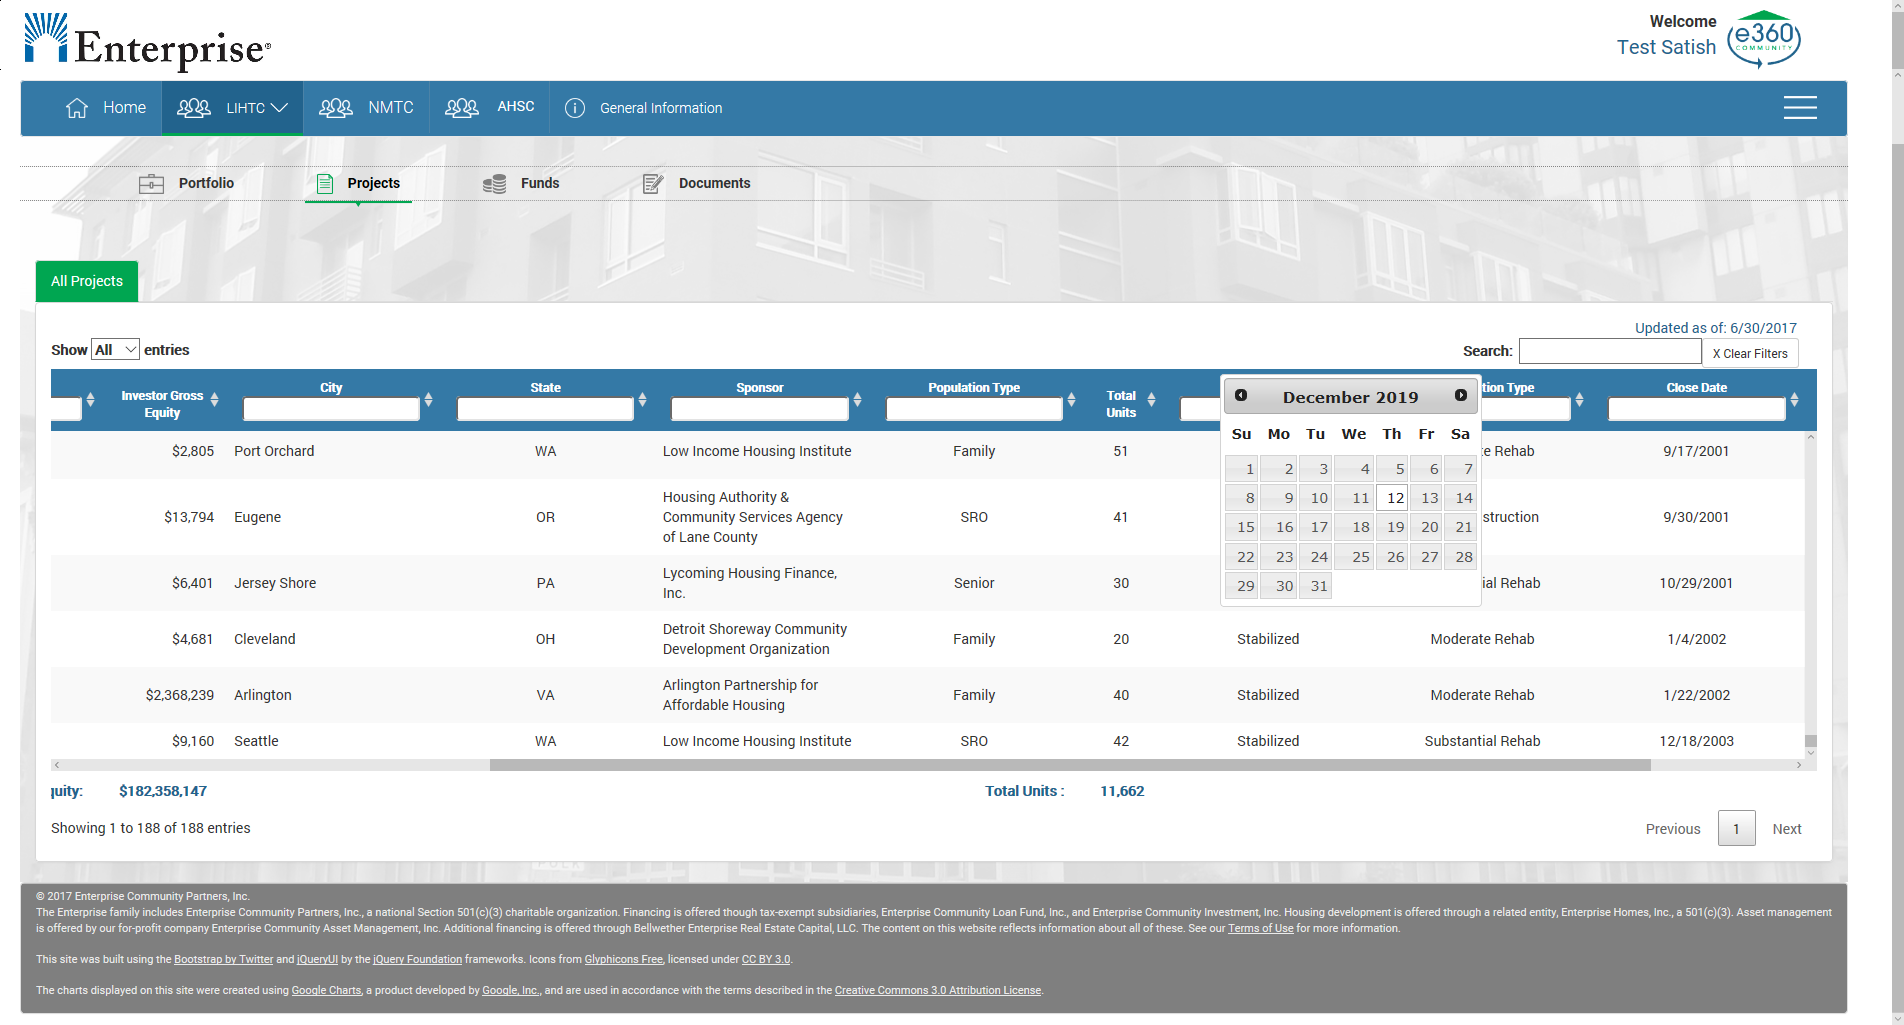 Enterprise®
Welcome
Test Satish
e360
COMMUNITY
Home
LIHTC
NMTC
AHSC
General Information
Portfolio
Projects
Funds
Documents
All Projects
Updated as of: 6/30/2017
Show All entries
Search:
X Clear Filters
Investor Gross
Equity
City
State
Sponsor
Population Type
Total
Units
tion Type
Close Date
December 2019
Su Mo Tu We Th Fr Sa
1 2 3 4 5 6 7
8 9 10 11 12 13 14
15 16 17 18 19 20 21
22 23 24 25 26 27 28
29 30 31
$2,805 Port Orchard WA Low Income Housing Institute Family 51 te Rehab 9/17/2001
Housing Authority &
$13,794 Eugene OR Community Services Agency SRO 41 struction 9/30/2001
of Lane County
Lycoming Housing Finance,
$6,401 Jersey Shore PA Senior 30 ial Rehab 10/29/2001
Inc.
Detroit Shoreway Community
$4,681 Cleveland OH Family 20 Stabilized Moderate Rehab 1/4/2002
Development Organization
Arlington Partnership for
$2,368,239 Arlington VA Family 40 Stabilized Moderate Rehab 1/22/2002
Affordable Housing
$9,160 Seattle WA Low Income Housing Institute SRO 42 Stabilized Substantial Rehab 12/18/2003
quity: $182,358,147 Total Units : 11,662
Showing 1 to 188 of 188 entries
Previous 1 Next
© 2017 Enterprise Community Partners, Inc.
The Enterprise family includes Enterprise Community Partners, Inc., a national Section 501(c)(3) charitable organization. Financing is offered though tax-exempt subsidiaries, Enterprise Community Loan Fund, Inc., and Enterprise Community Investment, Inc. Housing development is offered through a related entity, Enterprise Homes, Inc., a 501(c)(3). Asset management
is offered by our for-profit company Enterprise Community Asset Management, Inc. Additional financing is offered through Bellwether Enterprise Real Estate Capital, LLC. The content on this website reflects information about all of these. See our Terms of Use for more information.
This site was built using the Bootstrap by Twitter and jQueryUI by the jQuery Foundation frameworks. Icons from Glyphicons Free, licensed under CC BY 3.0.
The charts displayed on this site were created using Google Charts, a product developed by Google, Inc., and are used in accordance with the terms described in the Creative Commons 3.0 Attribution License.